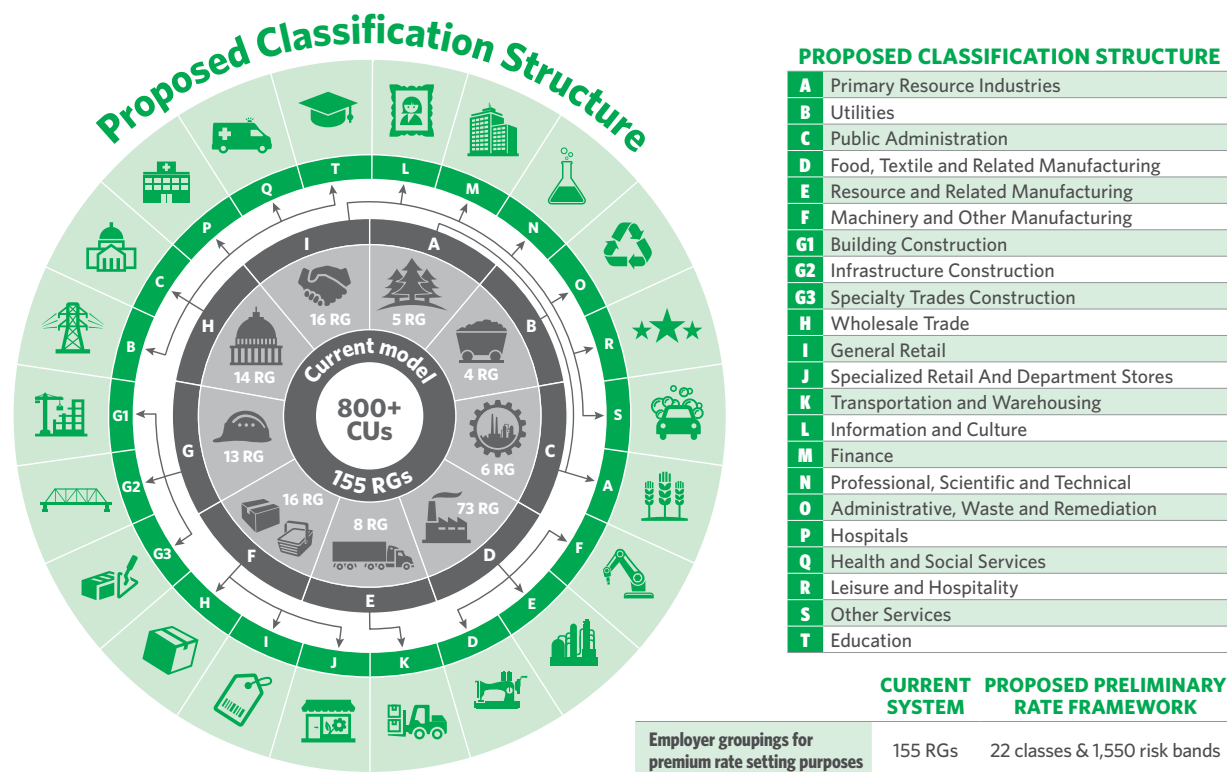 Proposed Classification Structure
T
L
M
N
O
R
S
A
F
E
D
K
J
I
H
G3
G2
G1
B
C
P
Q
I
A
B
C
D
E
F
G
H
16 RG
5 RG
4 RG
6 RG
73 RG
8 RG
16 RG
13 RG
14 RG
Current model
800+
CUs
155 RGs
PROPOSED CLASSIFICATION STRUCTURE
A Primary Resource Industries
B Utilities
C Public Administration
D Food, Textile and Related Manufacturing
E Resource and Related Manufacturing
F Machinery and Other Manufacturing
G1 Building Construction
G2 Infrastructure Construction
G3 Specialty Trades Construction
H Wholesale Trade
I General Retail
J Specialized Retail And Department Stores
K Transportation and Warehousing
L Information and Culture
M Finance
N Professional, Scientific and Technical
O Administrative, Waste and Remediation
P Hospitals
Q Health and Social Services
R Leisure and Hospitality
S Other Services
T Education
CURRENT SYSTEM
PROPOSED PRELIMINARY RATE FRAMEWORK
Employer groupings for
premium rate setting purposes
155 RGs
22 classes & 1,550 risk bands